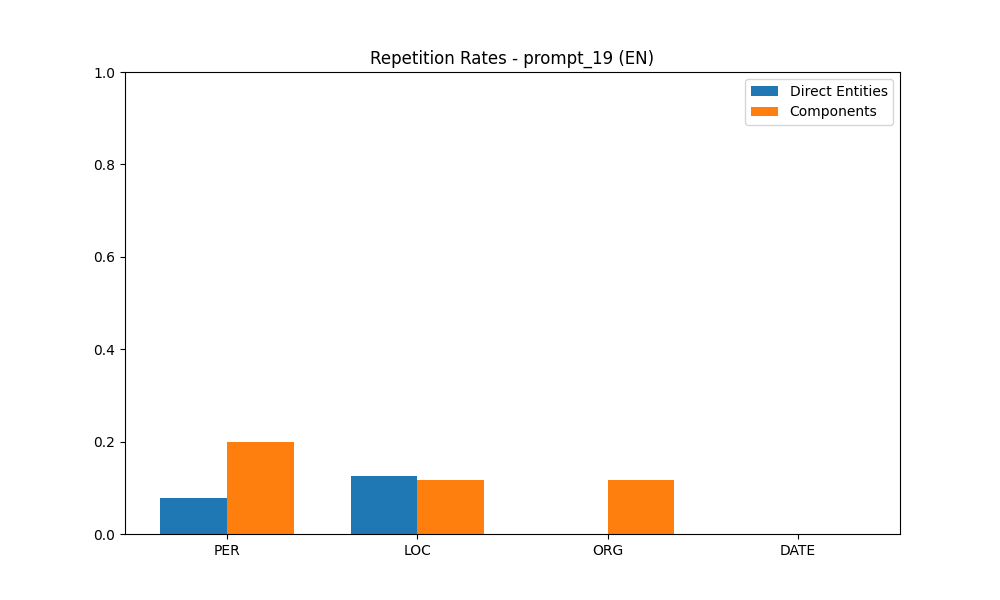 Repetition Rates - prompt_19 (EN)
Direct Entities
Components
1.0
0.8
0.6
0.4
0.2
0.0
PER LOC ORG DATE